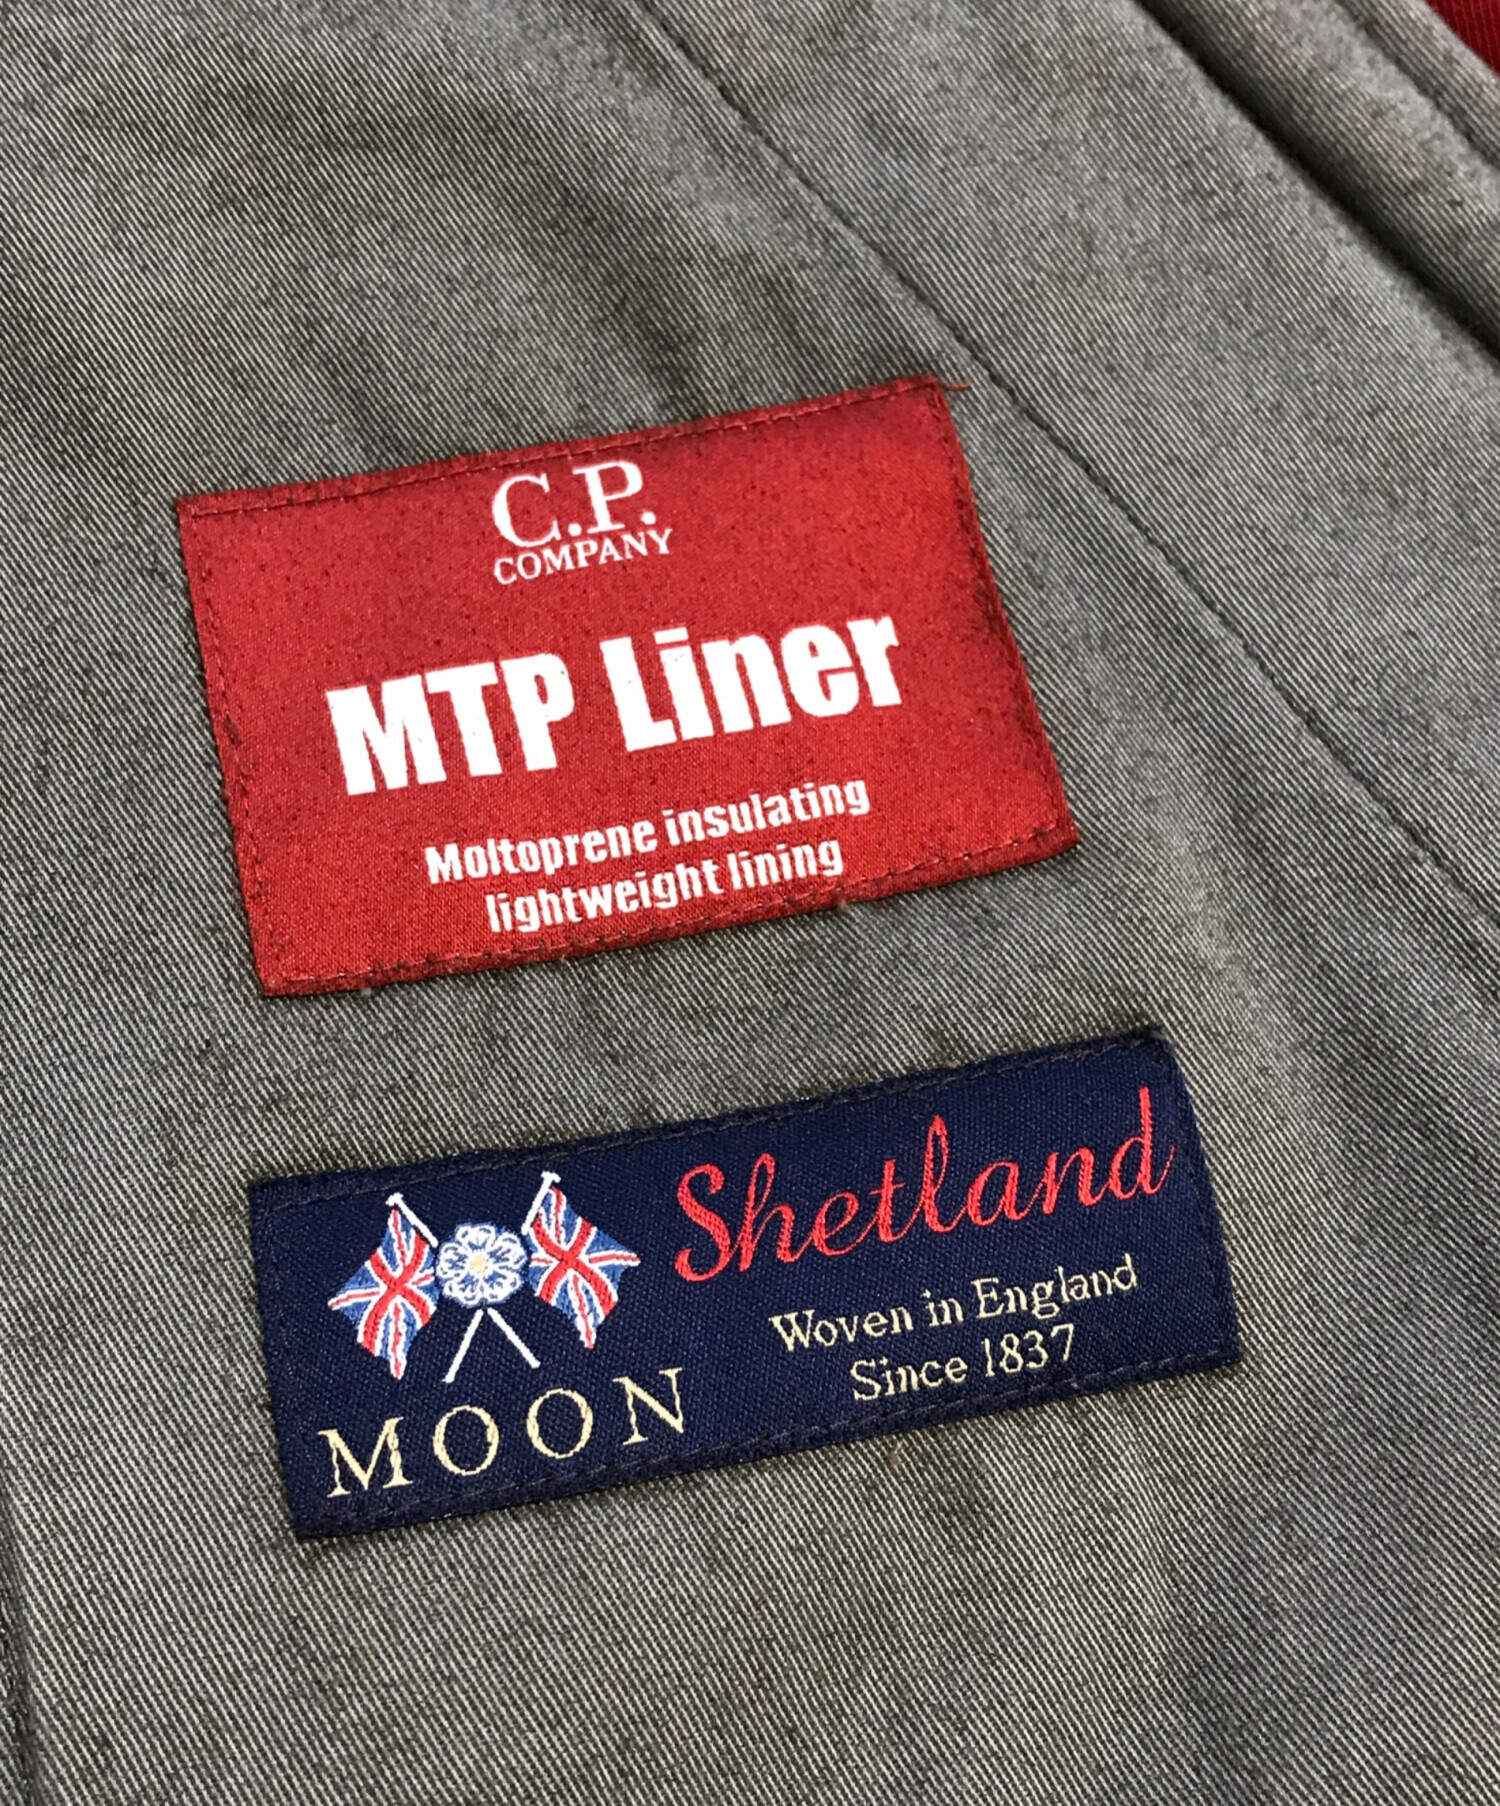 C.P.
COMPANY
MTP Liner
Moltoprene insulating
lightweight lining
Shetland
Woven in England
Since 1837
MOON